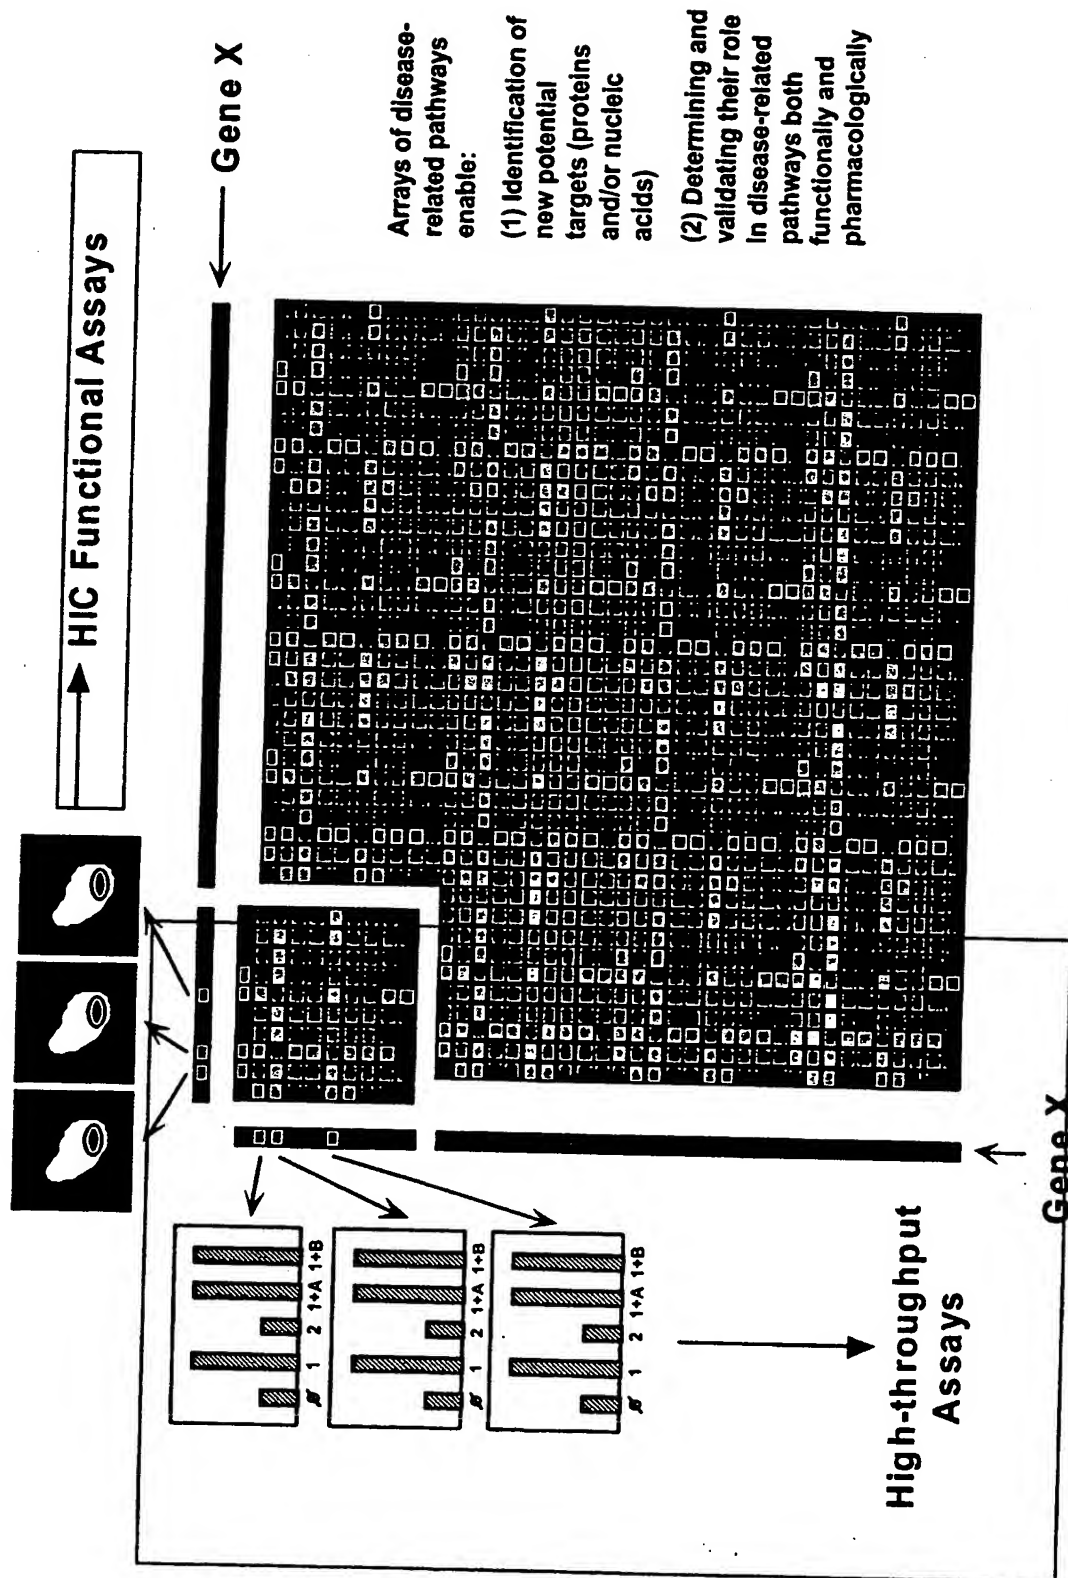 HIC Functional Assays
Gene X
Arrays of disease-
related pathways
enable:
(1) Identification of
new potential
targets (proteins
and/or nucleic
acids)
(2) Determining and
validating their role
In disease-related
pathways both
functionally and
pharmacologically
ø 1 2 1+A 1+B
ø 1 2 1+A 1+B
ø 1 2 1+A 1+B
High-throughput
Assays
Gene X